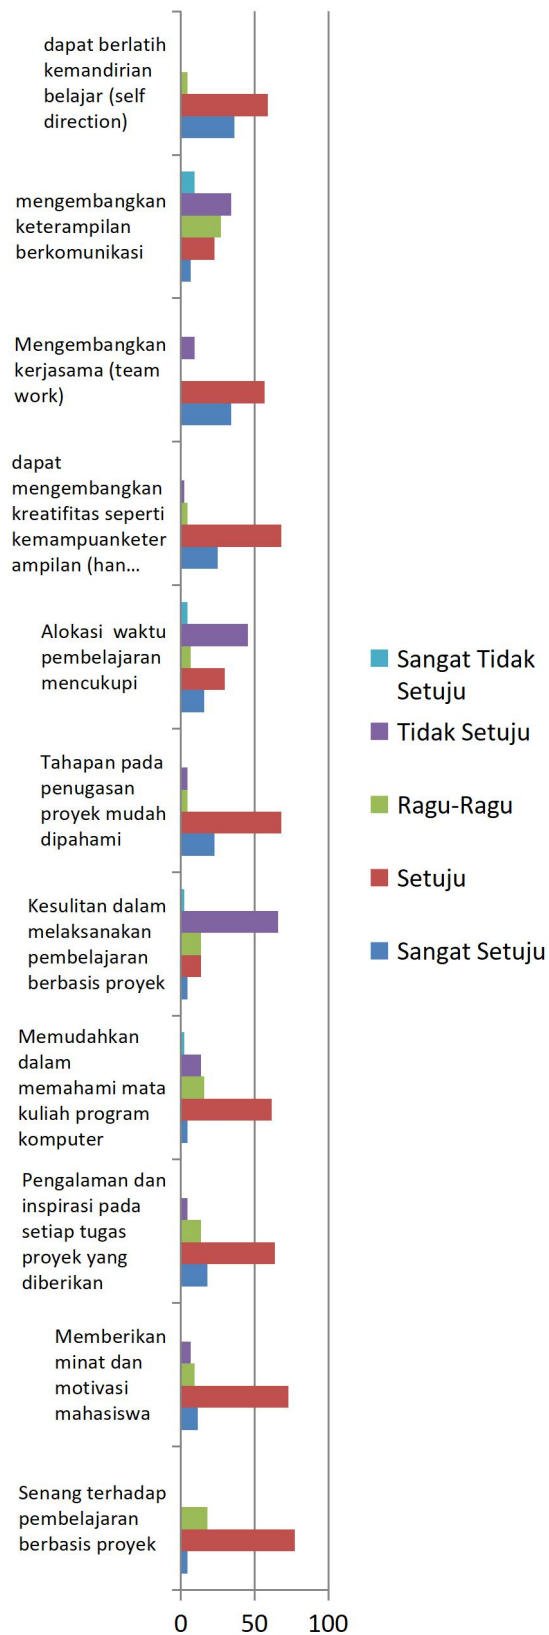 dapat berlatih
kemandirian
belajar (self
direction)
mengembangkan
keterampilan
berkomunikasi
Mengembangkan
kerjasama (team
work)
dapat
mengembangkan
kreatifitas seperti
kemampuanketer
ampilan (han...
Alokasi waktu
pembelajaran
mencukupi
Tahapan pada
penugasan
proyek mudah
dipahami
Kesulitan dalam
melaksanakan
pembelajaran
berbasis proyek
Memudahkan
dalam
memahami mata
kuliah program
komputer
Pengalaman dan
inspirasi pada
setiap tugas
proyek yang
diberikan
Memberikan
minat dan
motivasi
mahasiswa
Senang terhadap
pembelajaran
berbasis proyek
0 50 100
Sangat Tidak
Setuju
Tidak Setuju
Ragu-Ragu
Setuju
Sangat Setuju